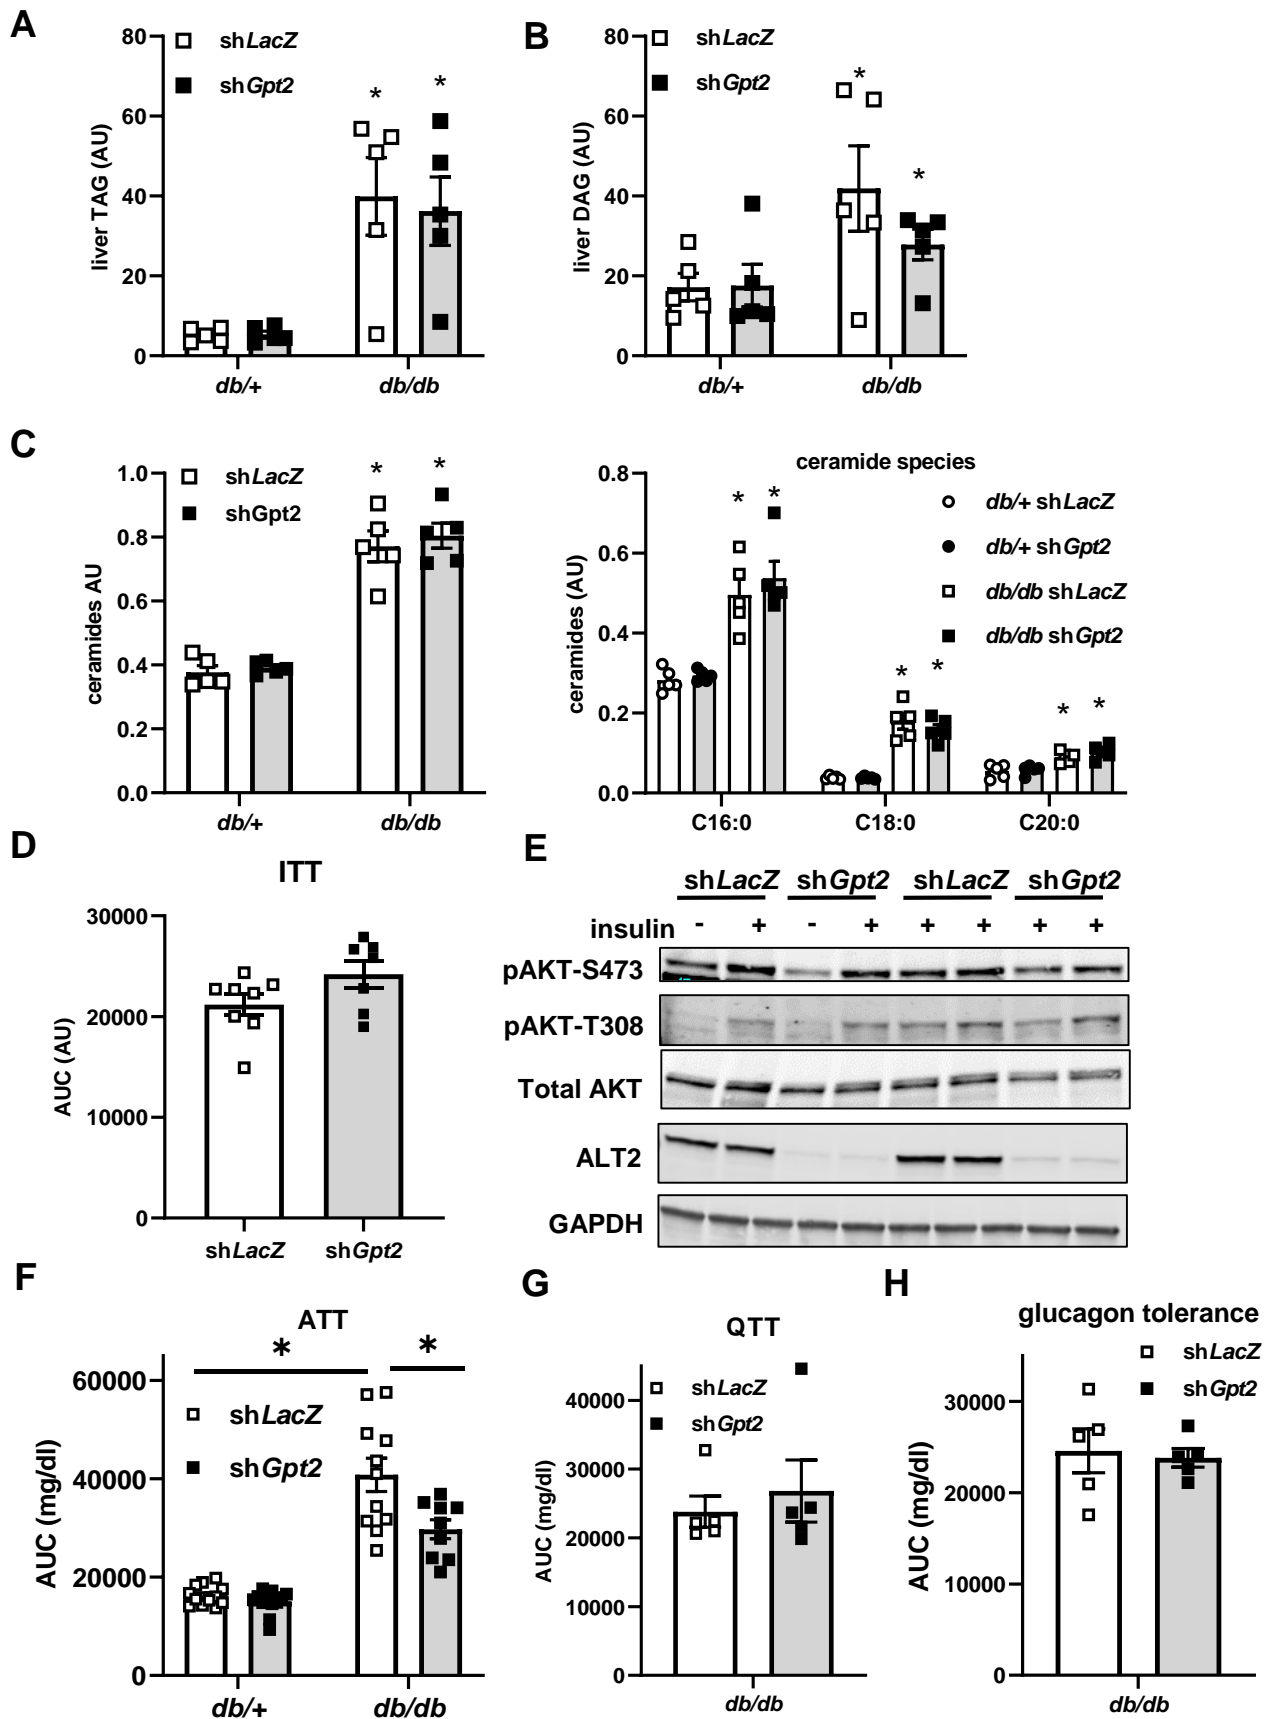 A
80
60
40
20
0
liver TAG (AU)
shLacZ
shGpt2
*
*
db/+
db/db
B
80
60
40
20
0
liver DAG (AU)
shLacZ
shGpt2
*
*
db/+
db/db
C
1.0
0.8
0.6
0.4
0.2
0.0
ceramides AU
shLacZ
shGpt2
*
*
db/+
db/db
ceramide species
0.8
0.6
0.4
0.2
0.0
ceramides (AU)
db/+ shLacZ
db/+ shGpt2
db/db shLacZ
db/db shGpt2
* *
* *
* *
C16:0
C18:0
C20:0
D
ITT
30000
20000
10000
0
AUC (AU)
shLacZ
shGpt2
E
shLacZ shGpt2 shLacZ shGpt2
insulin - + - + + + + +
pAKT-S473
pAKT-T308
Total AKT
ALT2
GAPDH
F
ATT
*
*
60000
40000
20000
0
AUC (mg/dl)
shLacZ
shGpt2
db/+
db/db
G
QTT
40000
30000
20000
10000
0
AUC (mg/dl)
shLacZ
shGpt2
db/db
H
glucagon tolerance
30000
20000
10000
0
AUC (mg/dl)
shLacZ
shGpt2
db/db